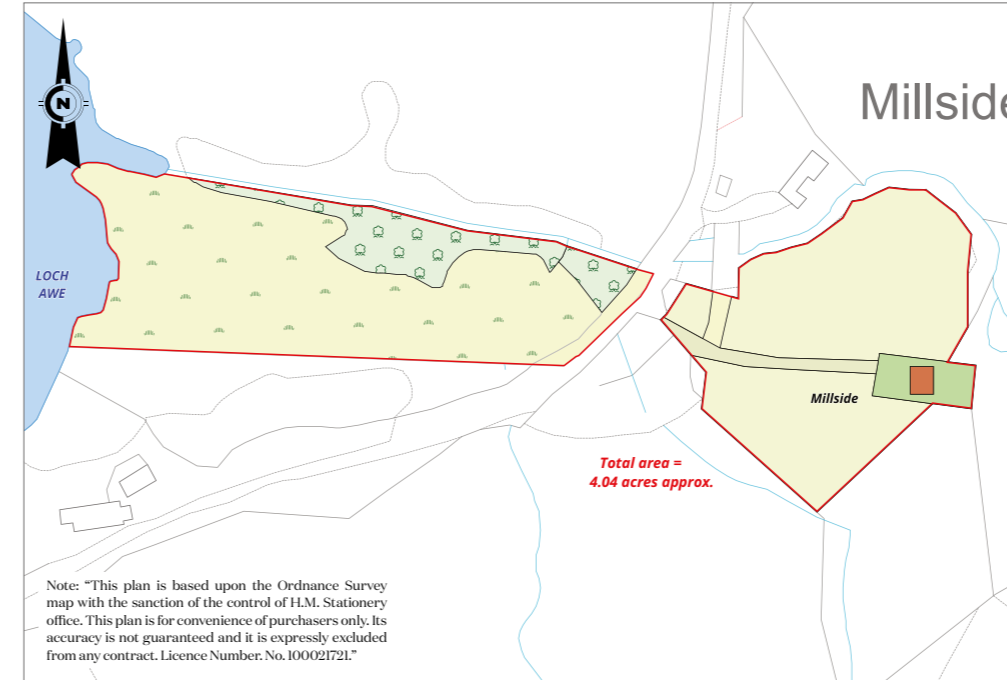 Millside
N
LOCH
AWE
Millside
Total area =
4.04 acres approx.
Note: “This plan is based upon the Ordnance Survey
map with the sanction of the control of H.M. Stationery
office. This plan is for convenience of purchasers only. Its
accuracy is not guaranteed and it is expressly excluded
from any contract. Licence Number. No. 100021721.”